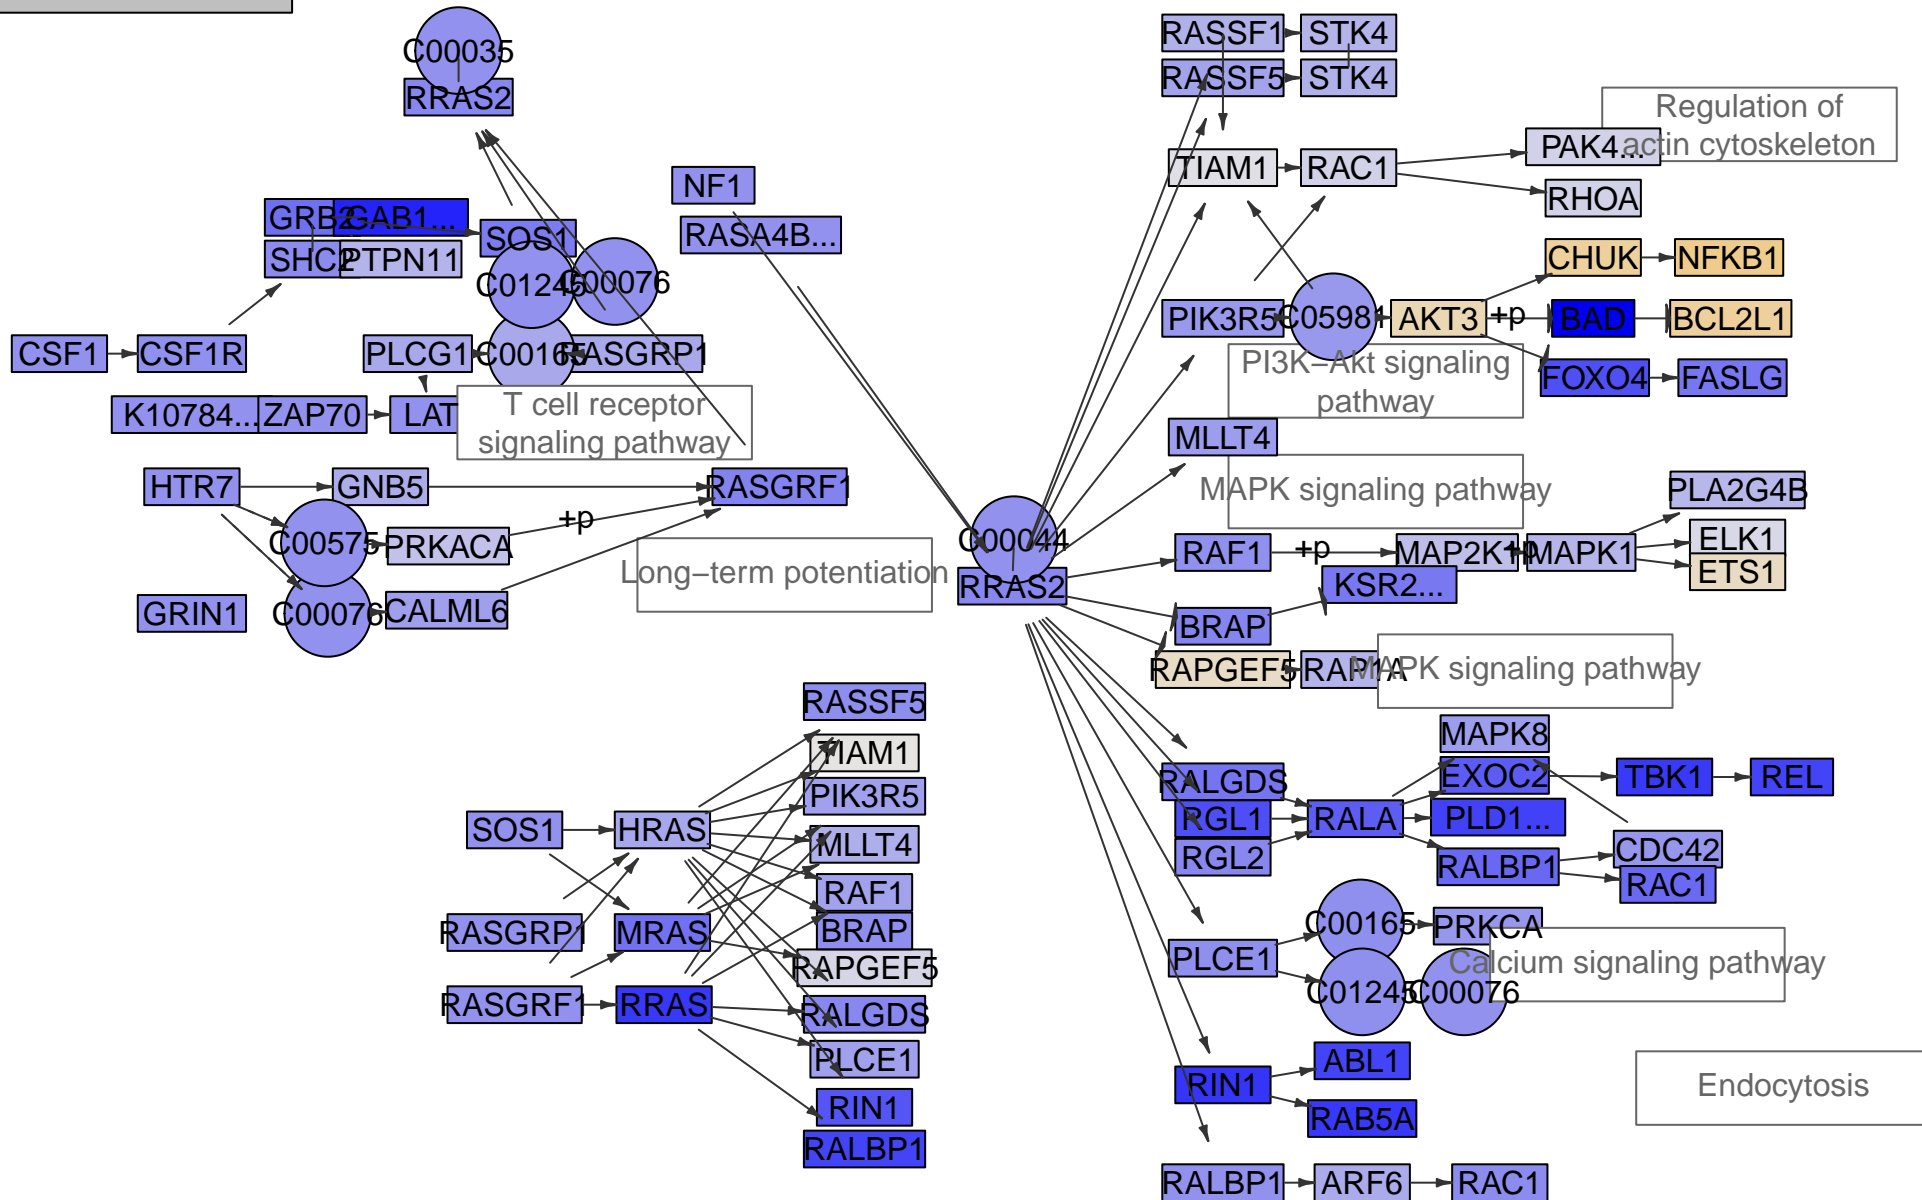 C00035
RRAS2
NF1
RASA4B...
GRB2
GAB1...
SOS1
SHC2
PTPN11
C01245
C00076
CSF1
CSF1R
PLCG1
C00165
RASGRP1
K10784...
ZAP70
LAT
T cell receptor
signaling pathway
HTR7
GNB5
RASGRF1
C00575
PRKACA
+p
GRIN1
C00076
CALML6
Long–term potentiation
C00044
RRAS2
RASSF1
STK4
RASSF5
STK4
Regulation of
actin cytoskeleton
TIAM1
RAC1
PAK4...
RHOA
CHUK
NFKB1
PIK3R5
C05981
AKT3
+p
BAD
BCL2L1
FOXO4
FASLG
PI3K–Akt signaling
pathway
MLLT4
MAPK signaling pathway
PLA2G4B
RAF1
+p
MAP2K1
+p
MAPK1
ELK1
ETS1
KSR2...
BRAP
RAPGEF5
RAP1A
MAPK signaling pathway
RASSF5
TIAM1
PIK3R5
SOS1
HRAS
MLLT4
RAF1
RASGRP1
MRAS
BRAP
RAPGEF5
RASGRF1
RRAS
RALGDS
PLCE1
RIN1
RALBP1
MAPK8
RALGDS
EXOC2
TBK1
REL
RGL1
RALA
PLD1...
RGL2
RALBP1
CDC42
RAC1
C00165
PRKCA
PLCE1
Calcium signaling pathway
C01245
C00076
RIN1
ABL1
RAB5A
Endocytosis
RALBP1
ARF6
RAC1